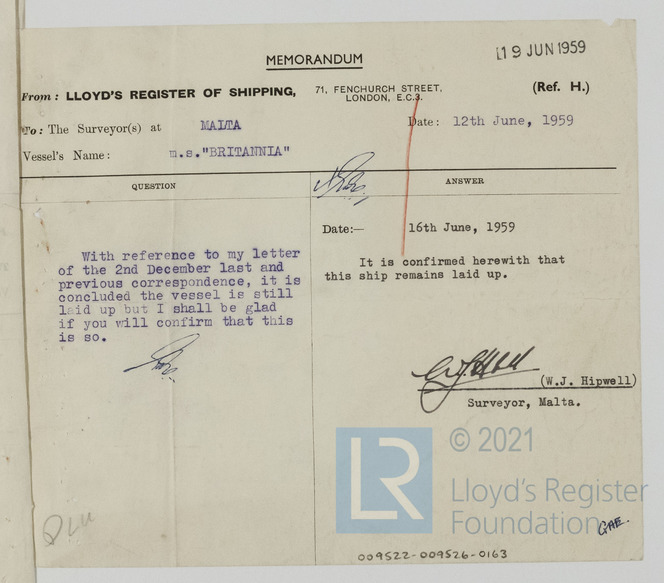 MEMORANDUM
19 JUN 1959
From: LLOYD'S REGISTER OF SHIPPING,
71, FENCHURCH STREET,
LONDON, E.C.3.
(Ref. H.)
To: The Surveyor(s) at MALTA
Date: 12th June, 1959
Vessel's Name: m.s."BRITANNIA"
QUESTION
ANSWER
With reference to my letter
of the 2nd December last and
previous correspondence, it is
concluded the vessel is still
laid up but I shall be glad
if you will confirm that this
is so.
Date:— 16th June, 1959
It is confirmed herewith that
this ship remains laid up.
(W.J. Hipwell)
Surveyor, Malta.
LR
© 2021
Lloyd's Register
Foundation
009522-009526-0163